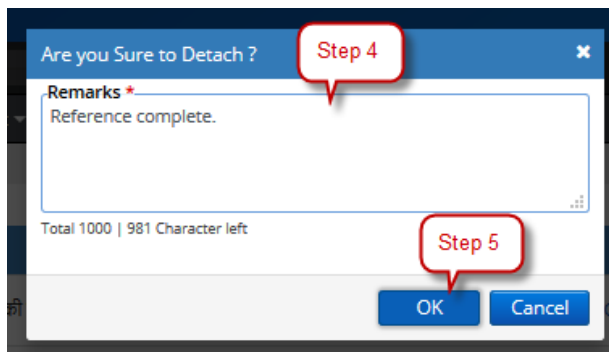 Are you Sure to Detach ?
Step 4
Remarks *
Reference complete.
Total 1000 | 981 Character left
Step 5
OK
Cancel
की